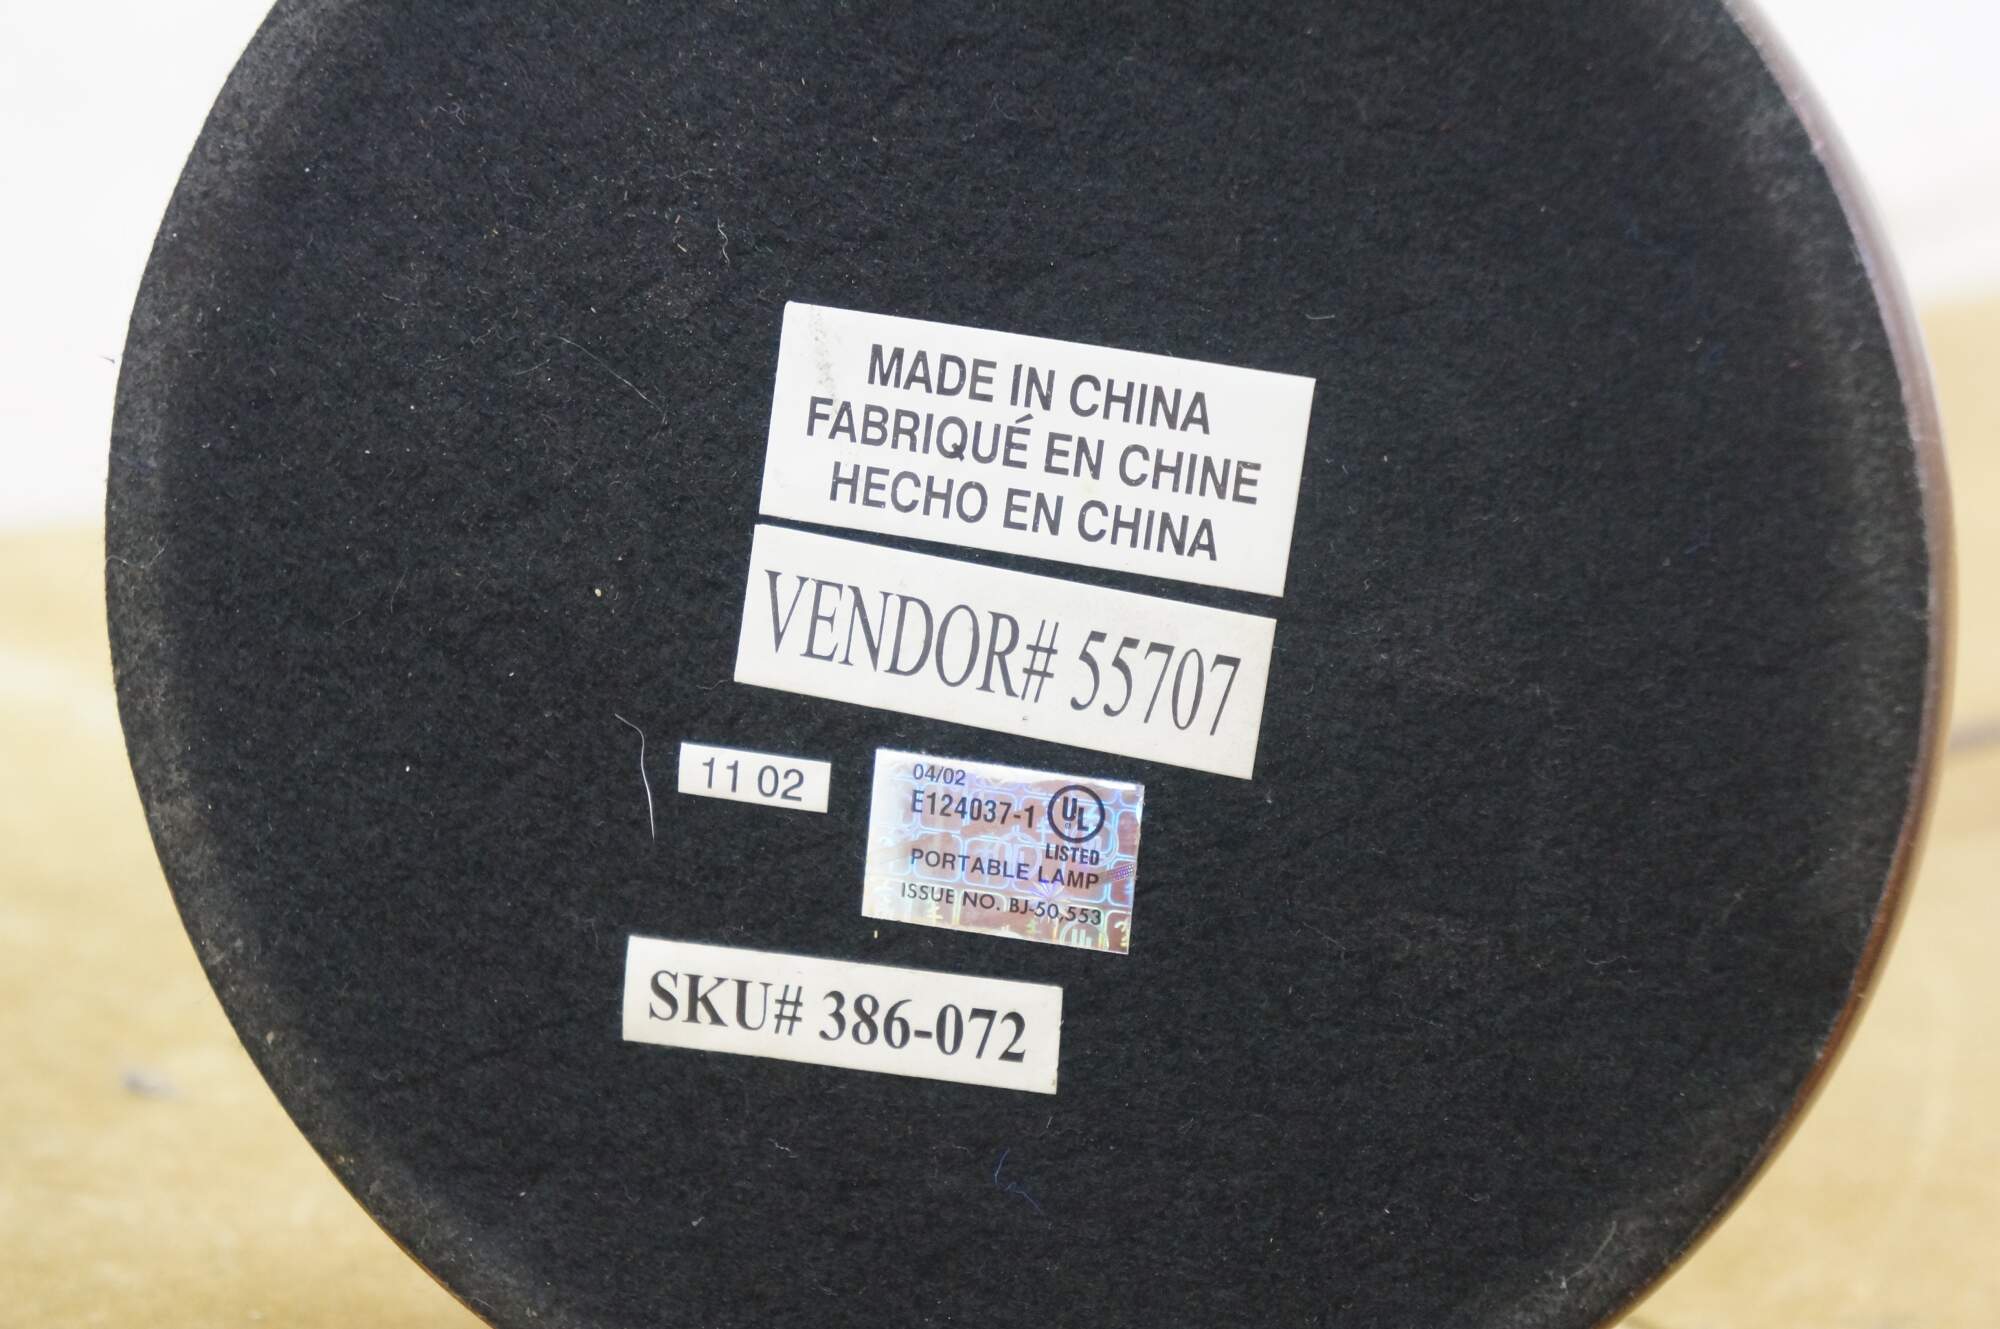 MADE IN CHINA
FABRIQUÉ EN CHINE
HECHO EN CHINA
VENDOR# 55707
11 02
04/02
E124037-1 UL
LISTED
PORTABLE LAMP
ISSUE NO. BJ-50,553
SKU# 386-072